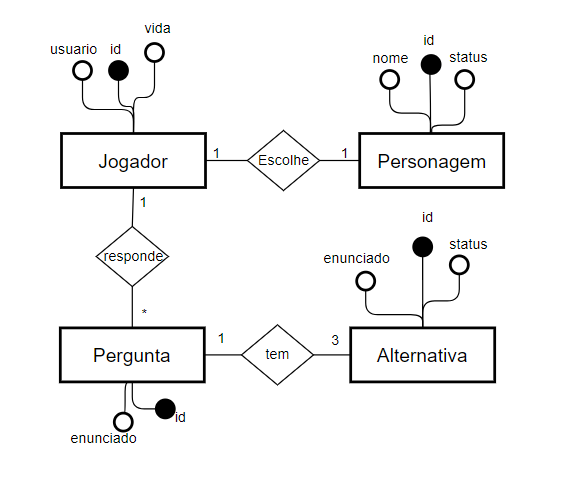 vida
usuario
id
id
nome
status
Jogador
1
Escolhe
1
Personagem
1
responde
*
id
enunciado
status
Pergunta
1
tem
3
Alternativa
id
enunciado